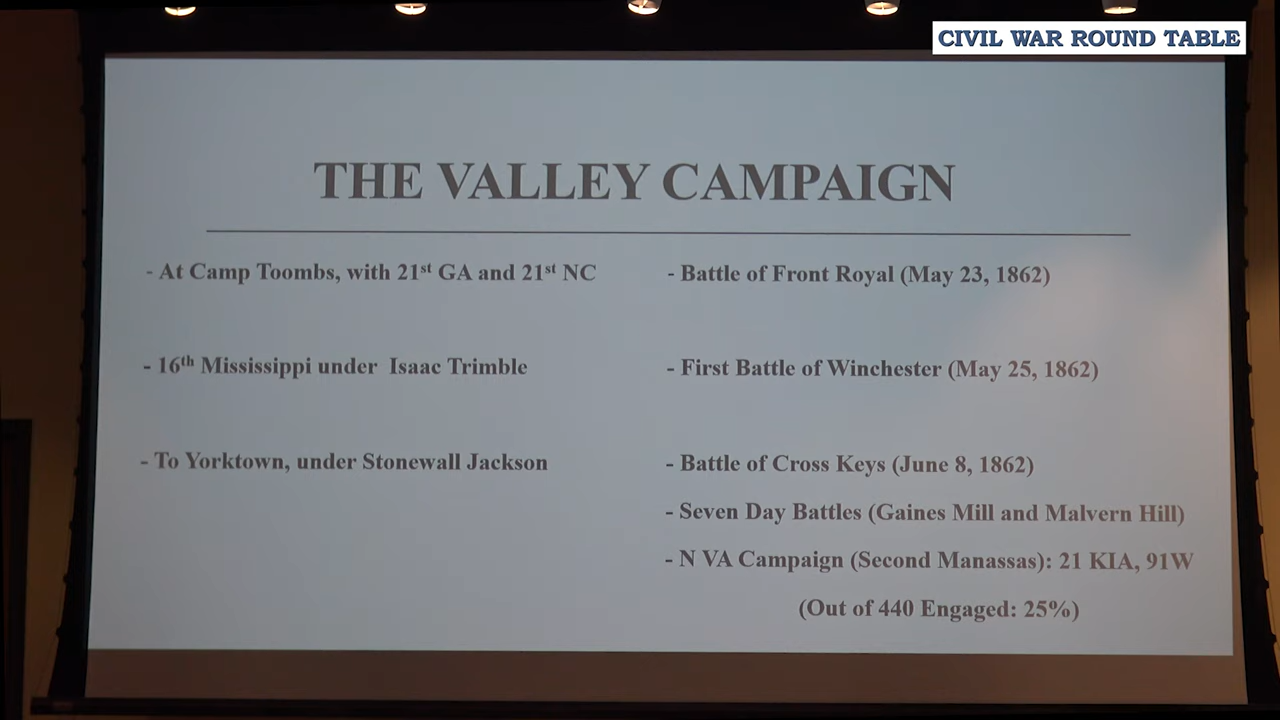 CIVIL WAR ROUND TABLE
THE VALLEY CAMPAIGN
- At Camp Toombs, with 21st GA and 21st NC
- 16th Mississippi under Isaac Trimble
- To Yorktown, under Stonewall Jackson
- Battle of Front Royal (May 23, 1862)
- First Battle of Winchester (May 25, 1862)
- Battle of Cross Keys (June 8, 1862)
- Seven Day Battles (Gaines Mill and Malvern Hill)
- N VA Campaign (Second Manassas): 21 KIA, 91W
(Out of 440 Engaged: 25%)